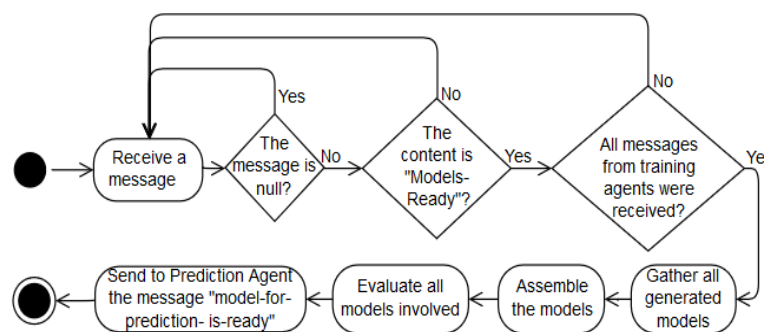 No
No
Yes
Receive a
message
The
message is
null?
No
The
content is
"Models-
Ready"?
Yes
All messages
from training
agents were
received?
Ye
Send to Prediction Agent
the message "model-for-
prediction- is-ready"
Evaluate all
models involved
Assemble
the models
Gather all
generated
models